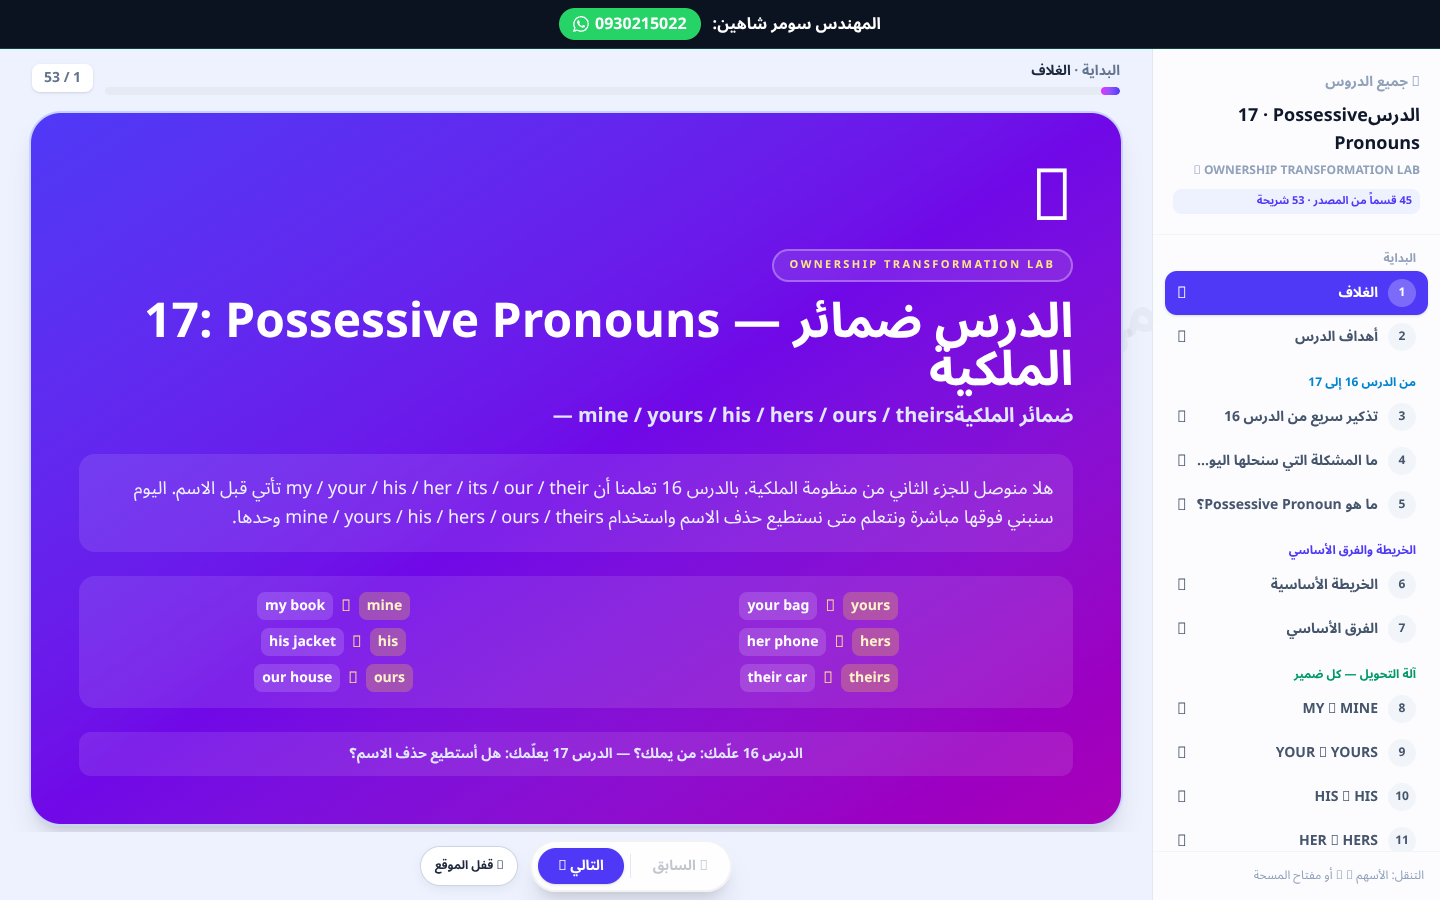 المهندس سومر شاهين: 0930215022
جميع الدروس
الدرس17 · Possessive
Pronouns
OWNERSHIP TRANSFORMATION LAB
45 قسماً من المصدر · 53 شريحة
البداية
1 الغلاف
2 أهداف الدرس
من الدرس 16 إلى 17
3 تذكير سريع من الدرس 16
4 ما المشكلة التي سنحلها اليو...
5 ما هو Possessive Pronoun؟
الخريطة والفرق الأساسي
6 الخريطة الأساسية
7 الفرق الأساسي
آلة التحويل — كل ضمير
8 MY MINE
9 YOUR YOURS
10 HIS HIS
11 HER HERS
التنقل: الأسهم أو مفتاح المسحة
البداية · الغلاف
53 / 1
OWNERSHIP TRANSFORMATION LAB
الدرس 17: Possessive Pronouns — ضمائر
الملكية
ضمائر الملكيةmine / yours / his / hers / ours / theirs —
هلا منوصل للجزء الثاني من منظومة الملكية. بالدرس 16 تعلمنا أن my / your / his / her / its / our / their تأتي قبل الاسم. اليوم
سنبني فوقها مباشرة ونتعلم متى نستطيع حذف الاسم واستخدام mine / yours / his / hers / ours / theirs وحدها.
your bag yours
my book mine
her phone hers
his jacket his
their car theirs
our house ours
الدرس 16 علّمك: من يملك؟ — الدرس 17 يعلّمك: هل أستطيع حذف الاسم؟
السابق
التالي
قفل الموقع